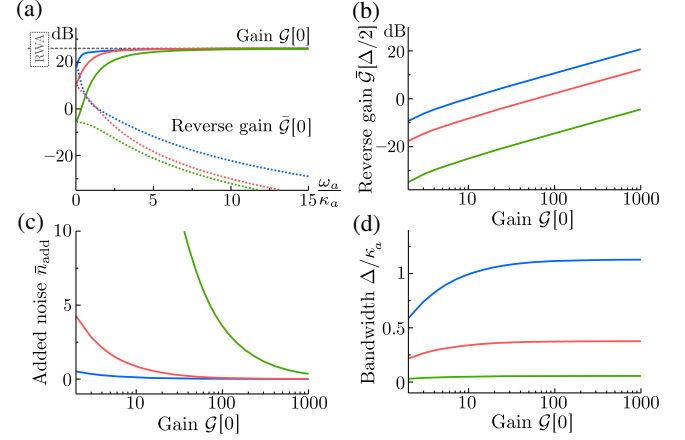 (a)
dB
RWA
Gain 𝒢[0]
20
0
−20
Reverse gain 𝒢̄[0]
0
5
10
15
ω_a/κ_a
(b)
dB
Reverse gain 𝒢̄[Δ/2]
20
0
−20
10
100
1000
Gain 𝒢[0]
(c)
Added noise n̄_add
10
5
0
10
100
1000
Gain 𝒢[0]
(d)
Bandwidth Δ/κ_a
1
0.5
0
10
100
1000
Gain 𝒢[0]